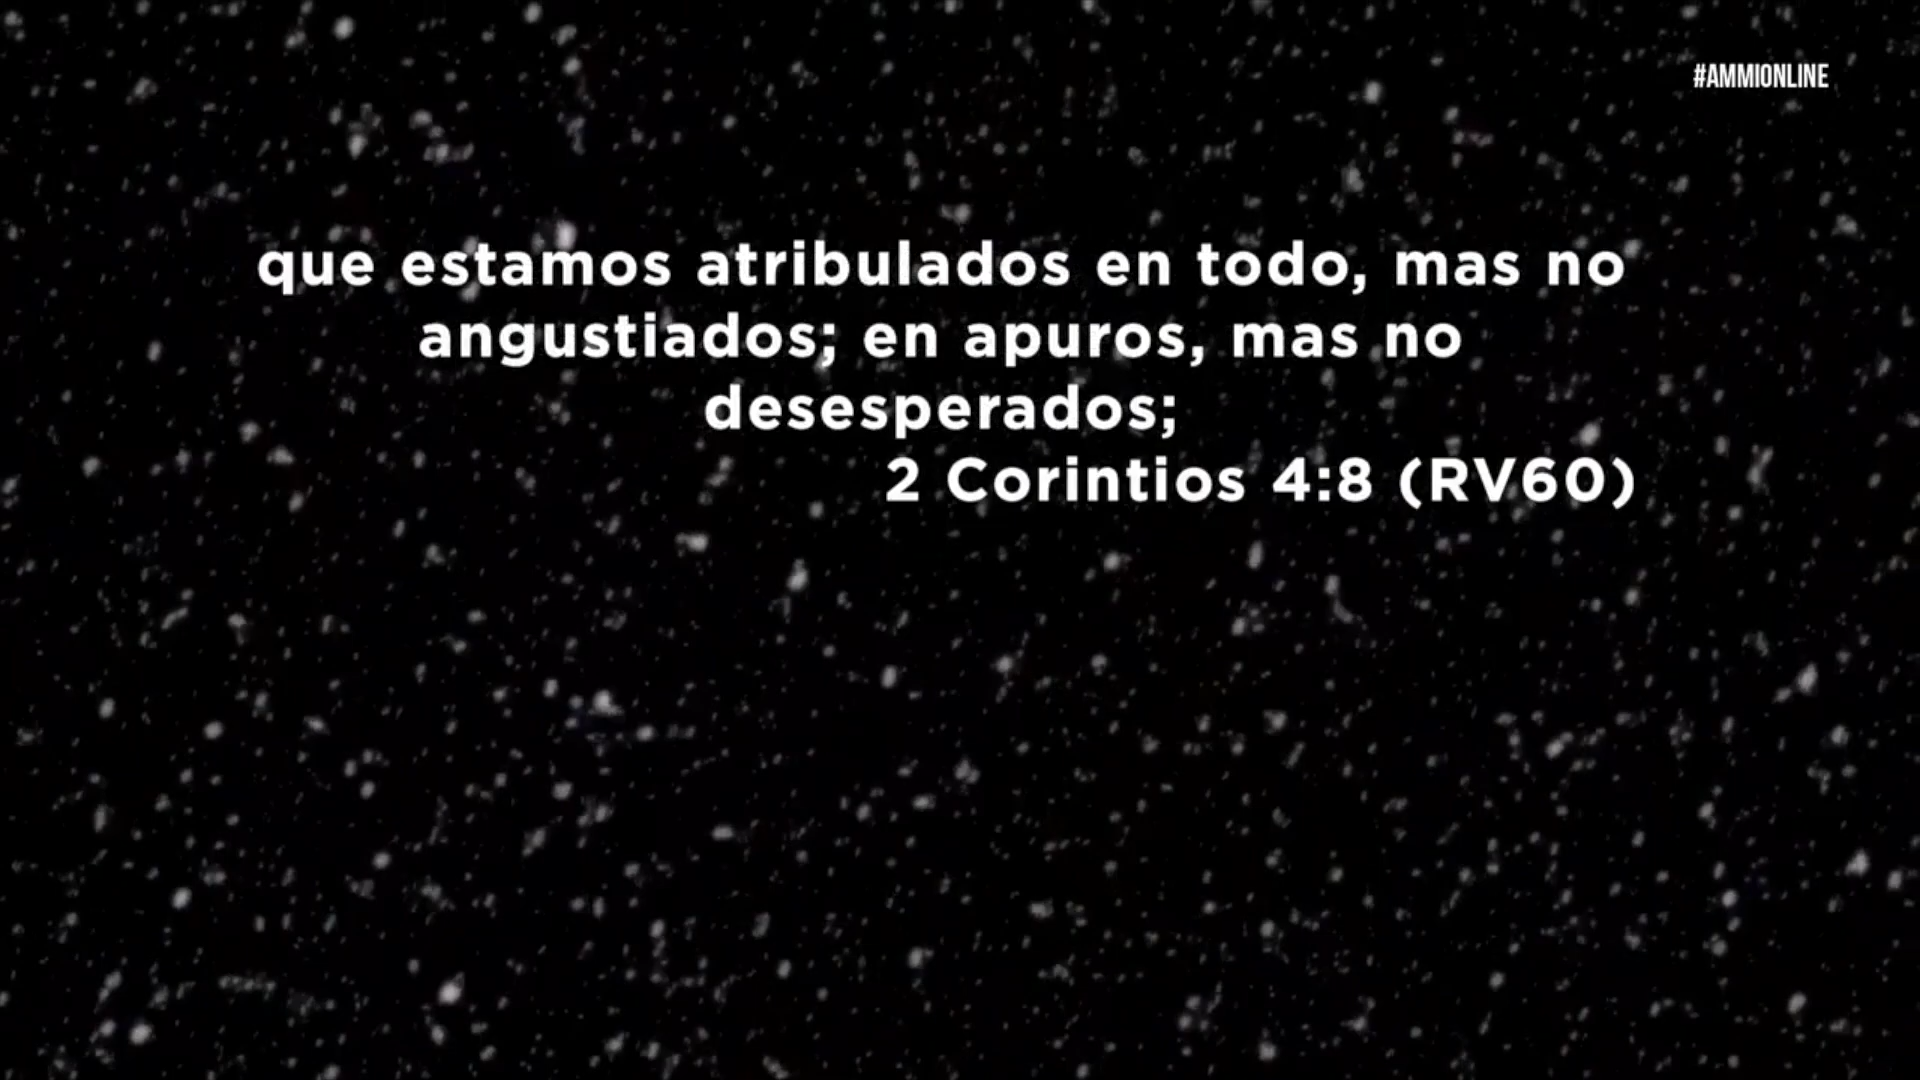 #AMMIONLINE
que estamos atribulados en todo, mas no
angustiados; en apuros, mas no
desesperados;
2 Corintios 4:8 (RV60)